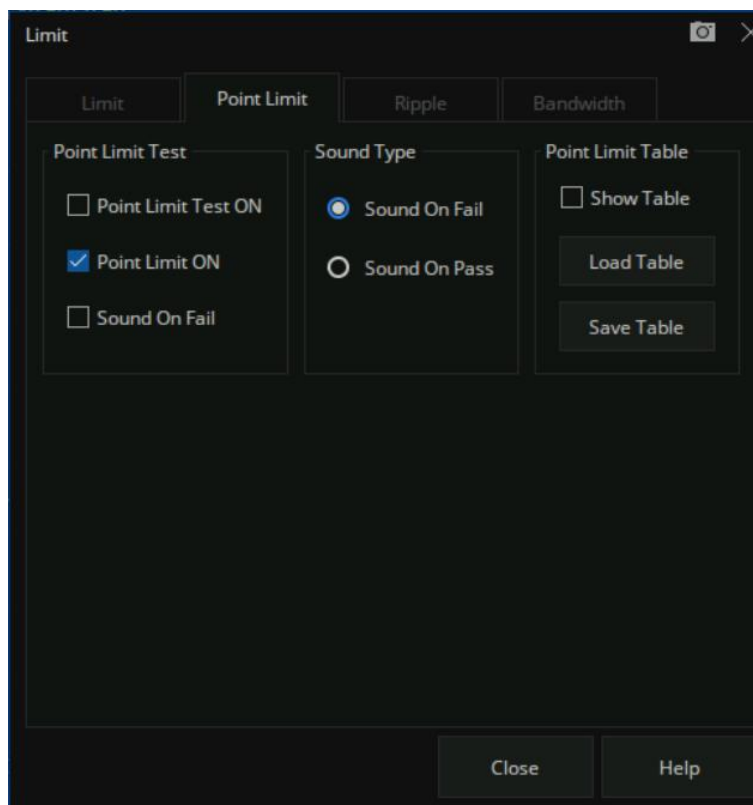 Limit
Limit Point Limit Ripple Bandwidth
Point Limit Test
Point Limit Test ON
Point Limit ON
Sound On Fail
Sound Type
Sound On Fail
Sound On Pass
Point Limit Table
Show Table
Load Table
Save Table
Close Help